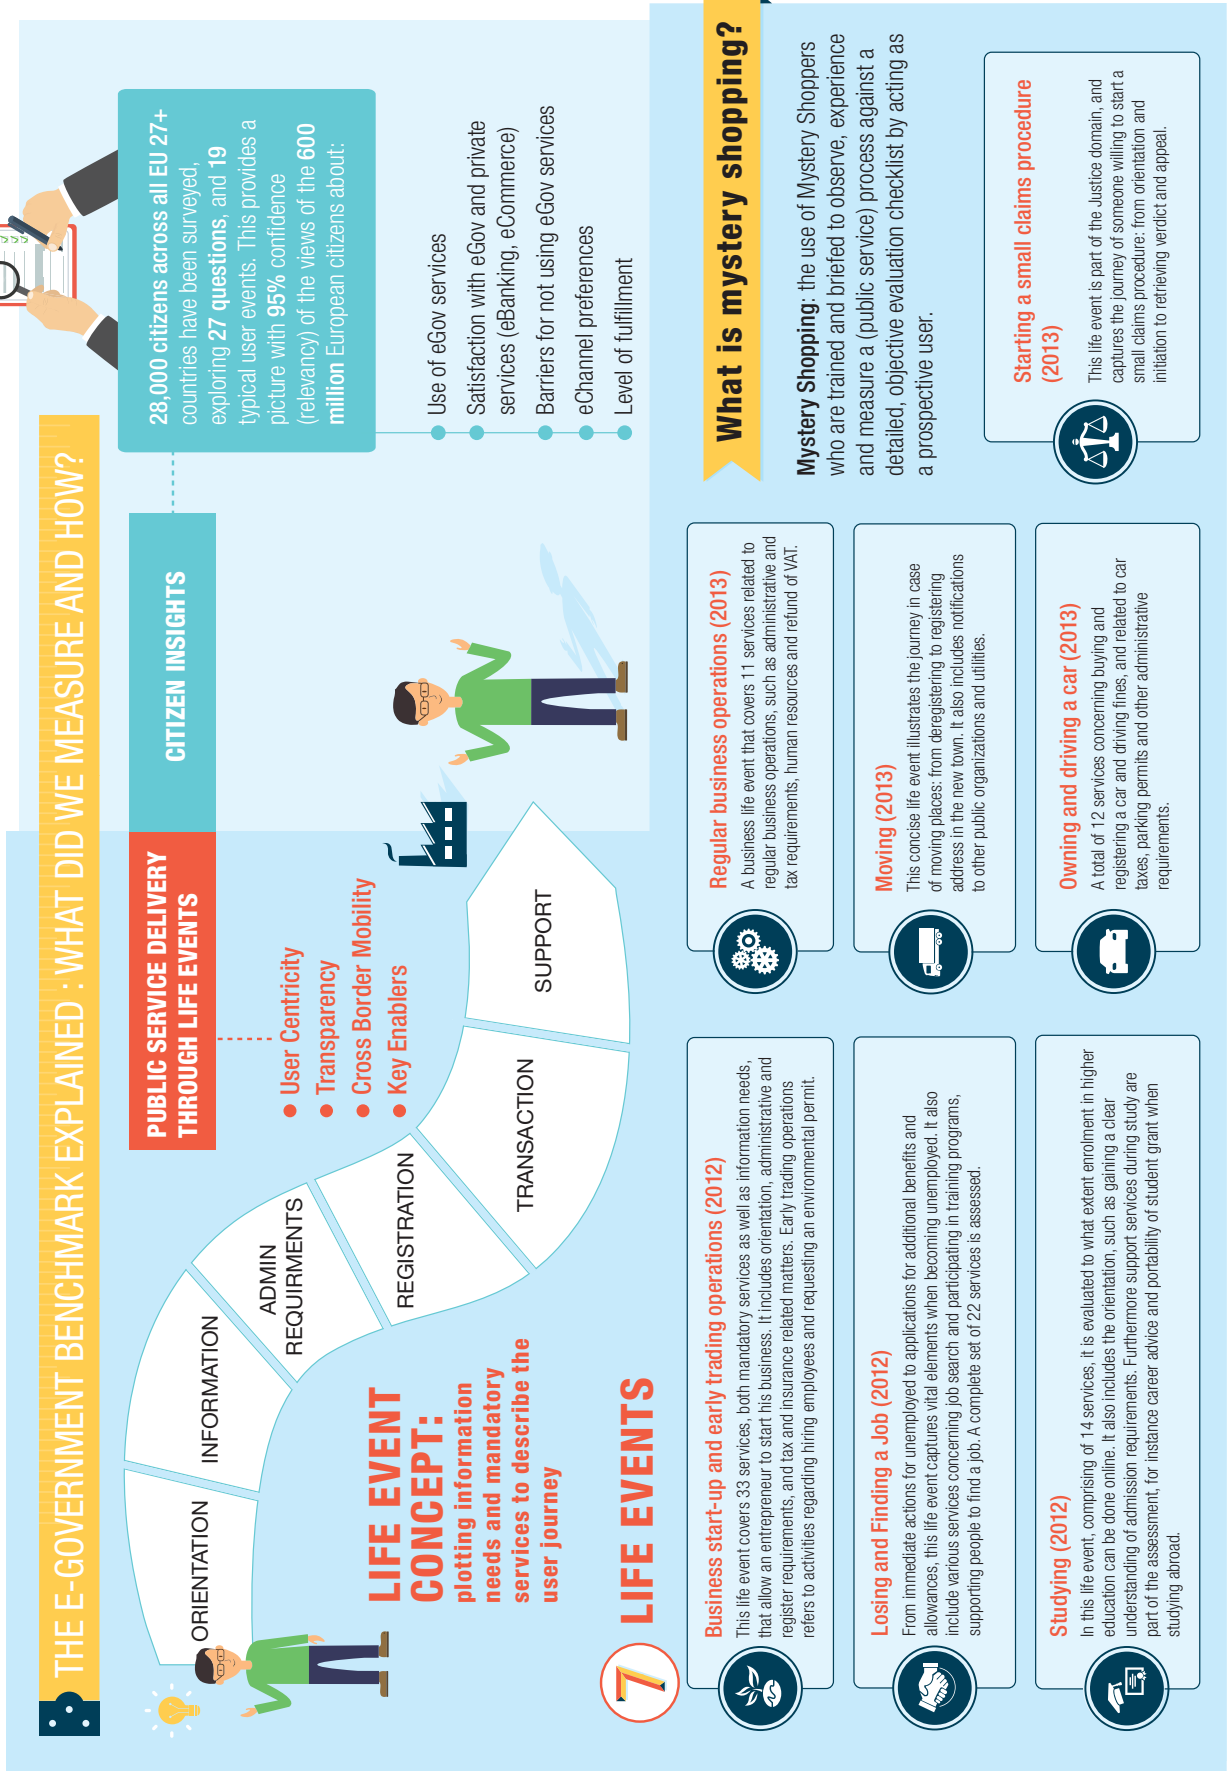 THE E-GOVERNMENT BENCHMARK EXPLAINED : WHAT DID WE MEASURE AND HOW?
PUBLIC SERVICE DELIVERY
THROUGH LIFE EVENTS
CITIZEN INSIGHTS
28,000 citizens across all EU 27+
countries have been surveyed,
exploring 27 questions, and 19
typical user events. This provides a
picture with 95% confidence
(relevancy) of the views of the 600
million European citizens about:
Use of eGov services
Satisfaction with eGov and private
services (eBanking, eCommerce)
Barriers for not using eGov services
eChannel preferences
Level of fulfillment
User Centricity
Transparency
Cross Border Mobility
Key Enablers
ORIENTATION
INFORMATION
ADMIN
REQUIRMENTS
REGISTRATION
TRANSACTION
SUPPORT
LIFE EVENT
CONCEPT:
plotting information
needs and mandatory
services to describe the
user journey
7 LIFE EVENTS
Business start-up and early trading operations (2012)
This life event covers 33 services, both mandatory services as well as information needs,
that allow an entrepreneur to start his business. It includes orientation, administrative and
register requirements, and tax and insurance related matters. Early trading operations
refers to activities regarding hiring employees and requesting an environmental permit.
Losing and Finding a Job (2012)
From immediate actions for unemployed to applications for additional benefits and
allowances, this life event captures vital elements when becoming unemployed. It also
include various services concerning job search and participating in training programs,
supporting people to find a job. A complete set of 22 services is assessed.
Studying (2012)
In this life event, comprising of 14 services, it is evaluated to what extent enrolment in higher
education can be done online. It also includes the orientation, such as gaining a clear
understanding of admission requirements. Furthermore support services during study are
part of the assessment, for instance career advice and portability of student grant when
studying abroad.
Regular business operations (2013)
A business life event that covers 11 services related to
regular business operations, such as administrative and
tax requirements, human resources and refund of VAT.
Moving (2013)
This concise life event illustrates the journey in case
of moving places: from deregistering to registering
address in the new town. It also includes notifications
to other public organizations and utilities.
Owning and driving a car (2013)
A total of 12 services concerning buying and
registering a car and driving fines, and related to car
taxes, parking permits and other administrative
requirements.
What is mystery shopping?
Mystery Shopping: the use of Mystery Shoppers
who are trained and briefed to observe, experience
and measure a (public service) process against a
detailed, objective evaluation checklist by acting as
a prospective user.
Starting a small claims procedure
(2013)
This life event is part of the Justice domain, and
captures the journey of someone willing to start a
small claims procedure: from orientation and
initiation to retrieving verdict and appeal.